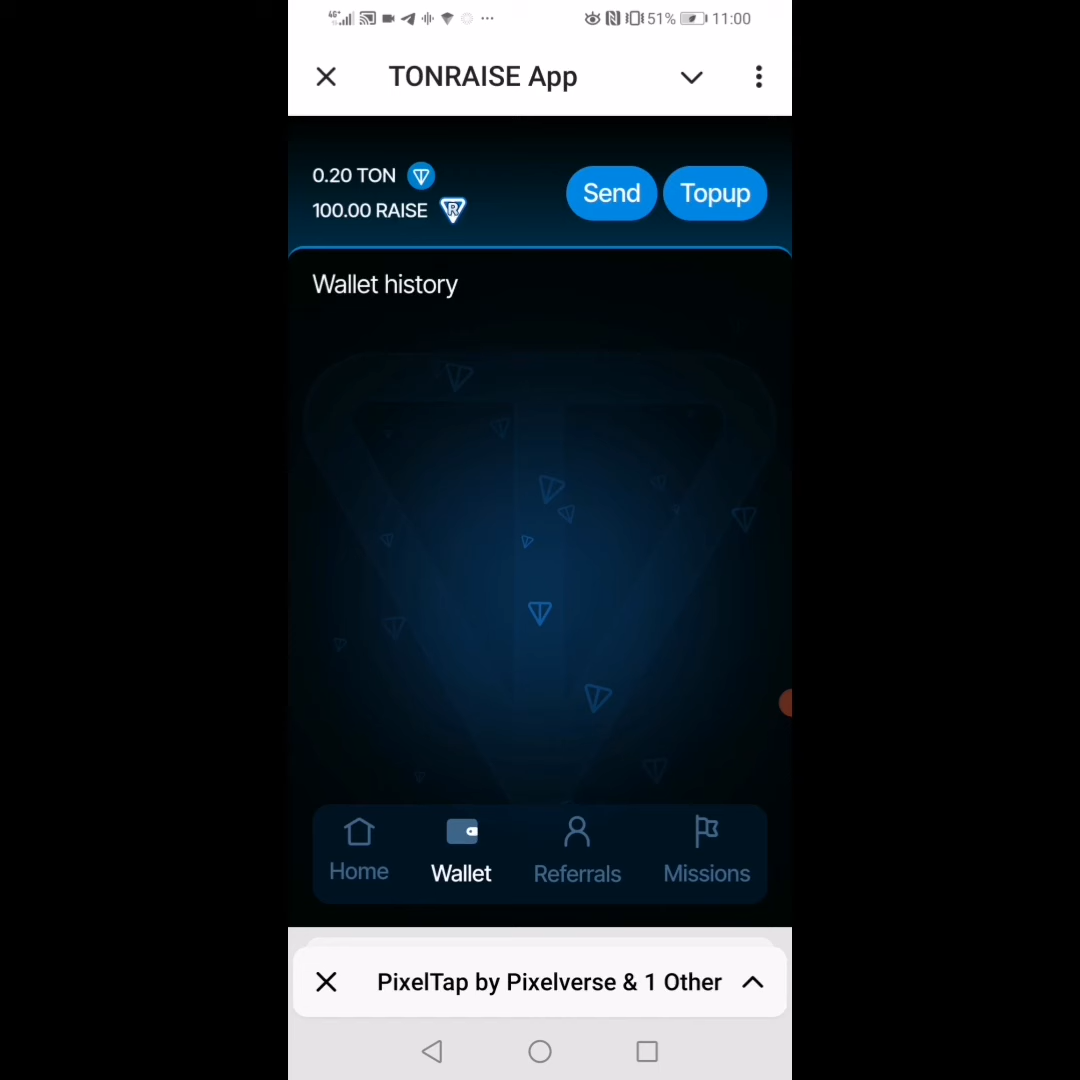 4G+ 51% 11:00
TONRAISE App
0.20 TON
100.00 RAISE
R
Send
Topup
Wallet history
Home
Wallet
Referrals
Missions
PixelTap by Pixelverse & 1 Other